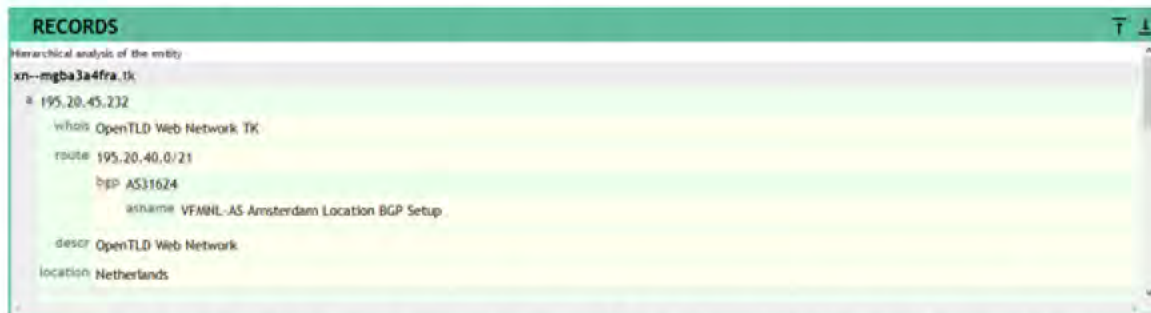 RECORDS
Hierarchical analysis of the entity
xn--mgba3a4fra.tk
a 195.20.45.232
whois OpenTLD Web Network TK
route 195.20.40.0/21
bgp AS31624
asname VFMNL-AS Amsterdam Location BGP Setup
descr OpenTLD Web Network
location Netherlands